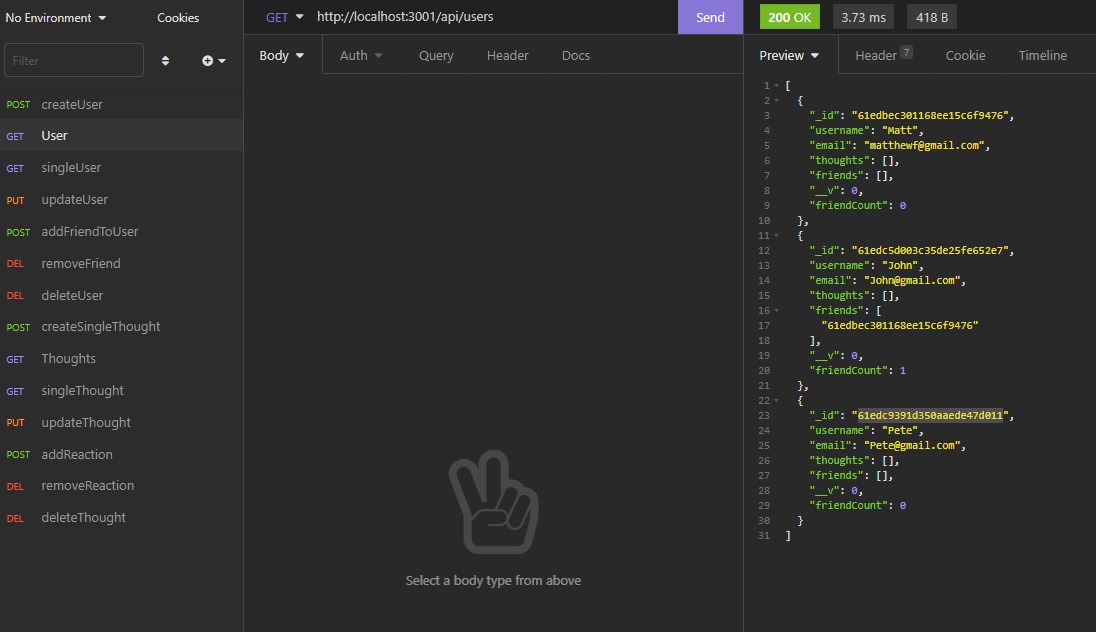 No Environment Cookies
Filter
POST createUser
GET User
GET singleUser
PUT updateUser
POST addFriendToUser
DEL removeFriend
DEL deleteUser
POST createSingleThought
GET Thoughts
GET singleThought
PUT updateThought
POST addReaction
DEL removeReaction
DEL deleteThought
GET http://localhost:3001/api/users Send
Body Auth Query Header Docs
Select a body type from above
200 OK 3.73 ms 418 B
Preview Header 7 Cookie Timeline
1 [
2 {
3 "_id": "61edbec301168ee15c6f9476",
4 "username": "Matt",
5 "email": "matthewf@gmail.com",
6 "thoughts": [],
7 "friends": [],
8 "__v": 0,
9 "friendCount": 0
10 },
11 {
12 "_id": "61edc5d003c35de25fe652e7",
13 "username": "John",
14 "email": "John@gmail.com",
15 "thoughts": [],
16 "friends": [
17 "61edbec301168ee15c6f9476"
18 ],
19 "__v": 0,
20 "friendCount": 1
21 },
22 {
23 "_id": "61edc9391d350aaede47d011",
24 "username": "Pete",
25 "email": "Pete@gmail.com",
26 "thoughts": [],
27 "friends": [],
28 "__v": 0,
29 "friendCount": 0
30 }
31 ]